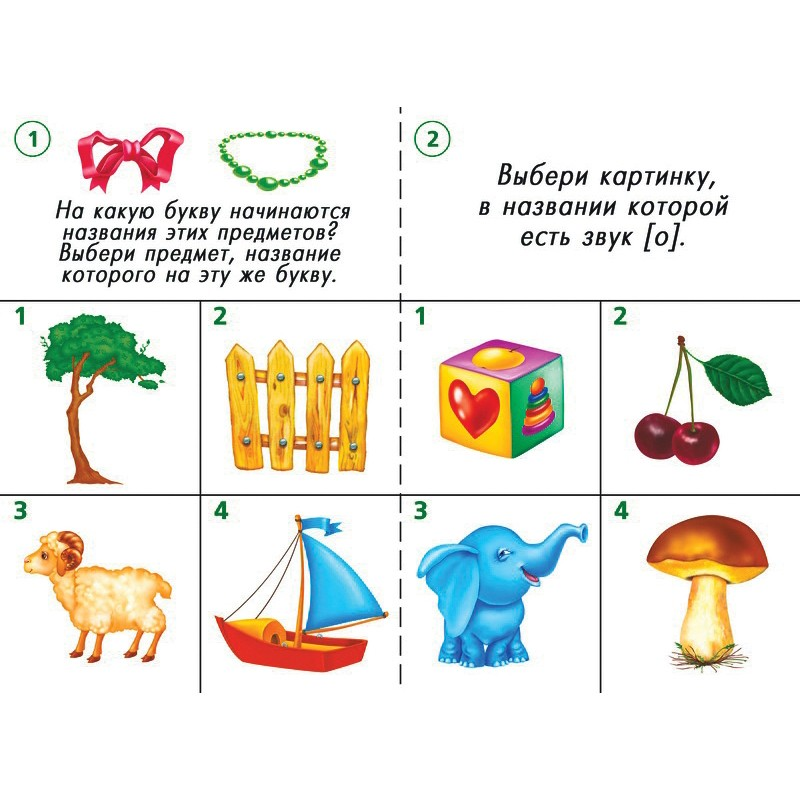 1
На какую букву начинаются
названия этих предметов?
Выбери предмет, название
которого на эту же букву.
1
2
3
4
2
Выбери картинку,
в названии которой
есть звук [о].
1
2
3
4